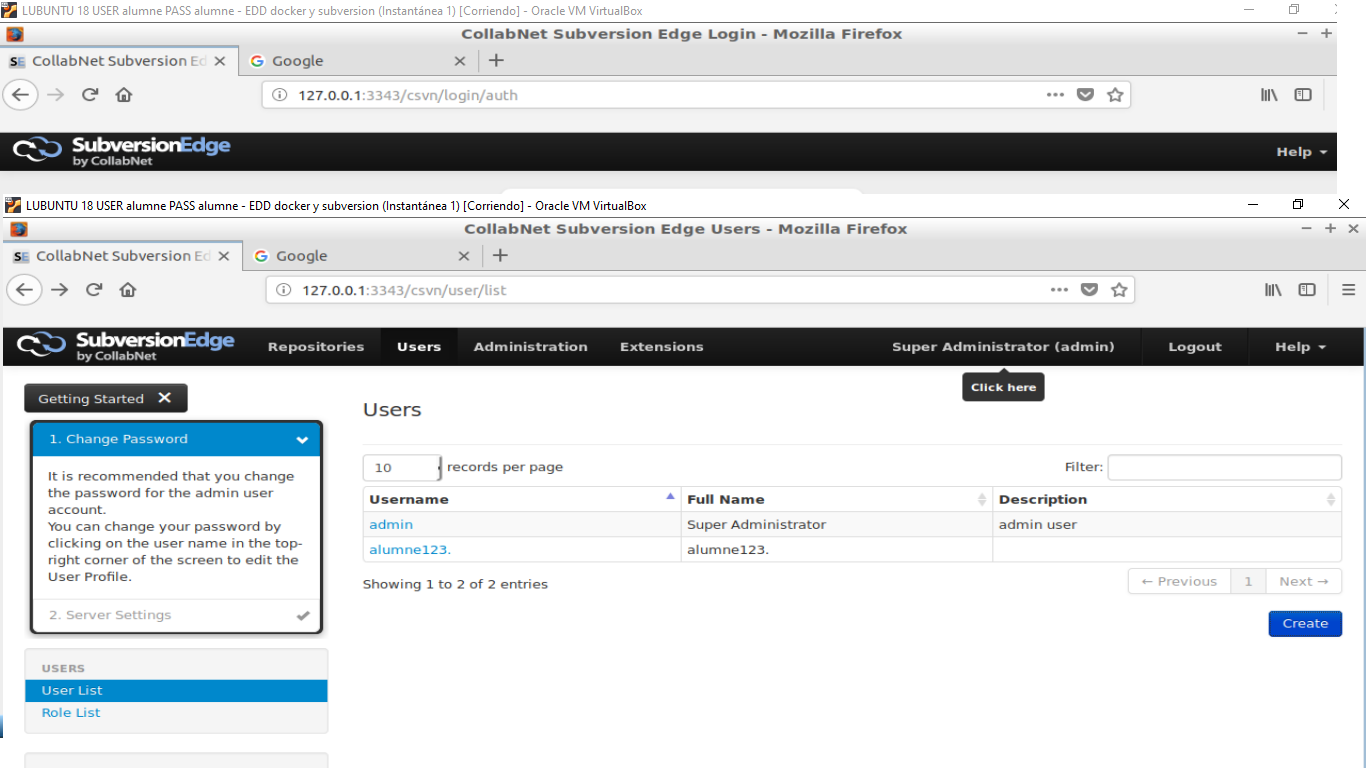 LUBUNTU 18 USER alumne PASS alumne - EDD docker y subversion (Instantánea 1) [Corriendo] - Oracle VM VirtualBox
CollabNet Subversion Edge Login - Mozilla Firefox
SE CollabNet Subversion Ed
Google
127.0.0.1:3343/csvn/login/auth
SubversionEdge
by CollabNet
Help
LUBUNTU 18 USER alumne PASS alumne - EDD docker y subversion (Instantánea 1) [Corriendo] - Oracle VM VirtualBox
CollabNet Subversion Edge Users - Mozilla Firefox
SE CollabNet Subversion Ed
Google
127.0.0.1:3343/csvn/user/list
SubversionEdge
by CollabNet
Repositories Users Administration Extensions Super Administrator (admin) Logout Help
Click here
Getting Started
1. Change Password
It is recommended that you change
the password for the admin user
account.
You can change your password by
clicking on the user name in the top-
right corner of the screen to edit the
User Profile.
2. Server Settings
USERS
User List
Role List
Users
10 records per page Filter:
Username Full Name Description
admin Super Administrator admin user
alumne123. alumne123.
Showing 1 to 2 of 2 entries
← Previous 1 Next →
Create